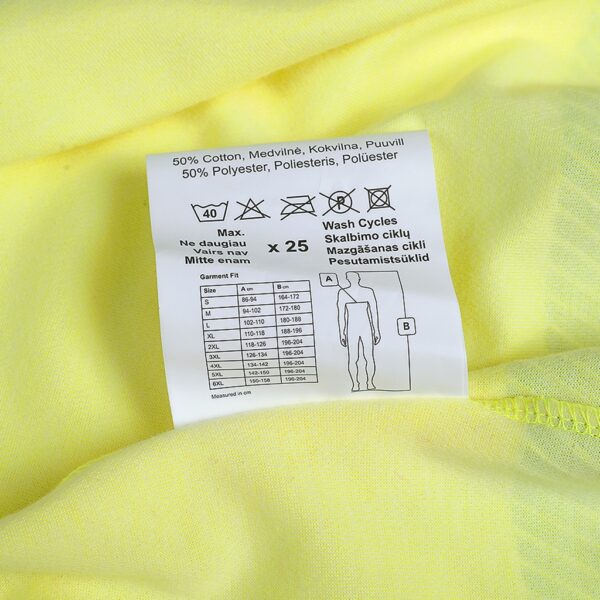 50% Cotton, Medvilnė, Kokvilna, Puuvill
50% Polyester, Poliesteris, Polüester
40
P
Max.
Ne daugiau
Vairs nav
Mitte enam
x 25
Wash Cycles
Skalbimo ciklų
Mazgāšanas cikli
Pesutamistsüklid
Garment Fit
Size A cm B cm
S 86-94 164-172
M 94-102 172-180
L 102-110 180-188
XL 110-118 188-196
2XL 118-126 196-204
3XL 126-134 196-204
4XL 134-142 196-204
5XL 142-150 196-204
6XL 150-158 196-204
Measured in cm
A
B